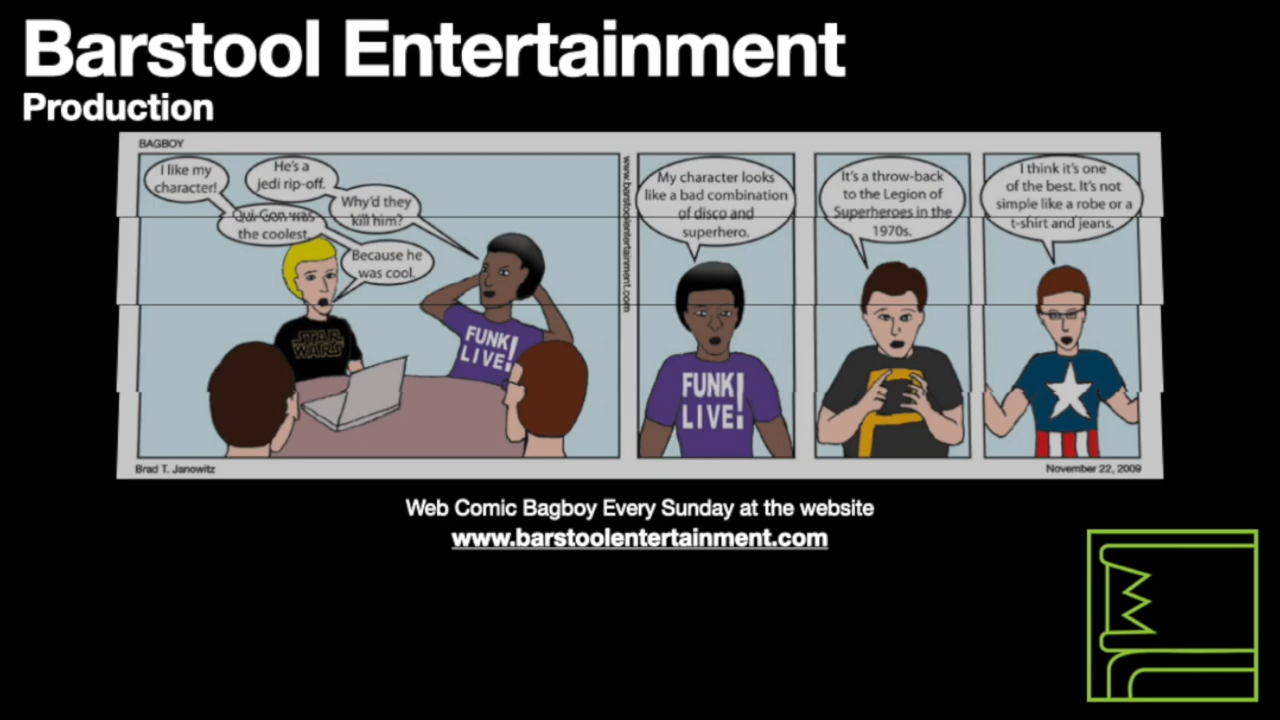 Barstool Entertainment
Production
BAGBOY
I like my
character!
He's a
jedi rip-off.
Qui-Gon was
the coolest.
Why'd they
kill him?
Because he
was cool.
STAR
WARS
FUNK
LIVE!
www.barstoolentertainment.com
My character looks
like a bad combination
of disco and
superhero.
FUNK
LIVE!
It's a throw-back
to the Legion of
Superheroes in the
1970s.
I think it's one
of the best. It's not
simple like a robe or a
t-shirt and jeans.
Brad T. Janowitz
November 22, 2009
Web Comic Bagboy Every Sunday at the website
www.barstoolentertainment.com